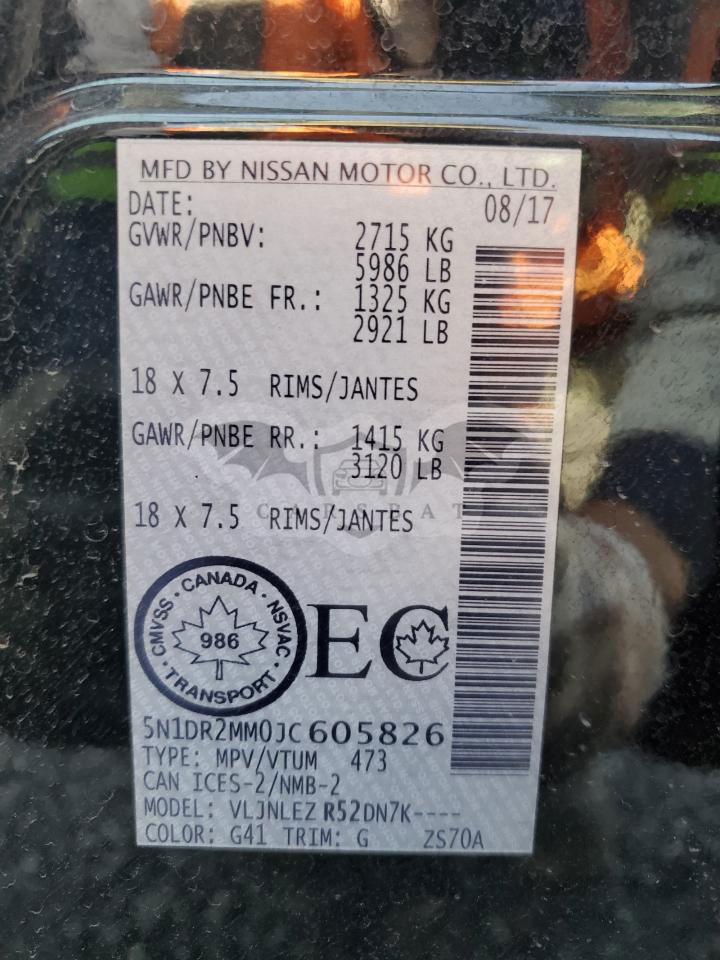 MFD BY NISSAN MOTOR CO., LTD.
DATE: 08/17
GVWR/PNBV: 2715 KG
5986 LB
GAWR/PNBE FR.: 1325 KG
2921 LB
18 X 7.5 RIMS/JANTES
GAWR/PNBE RR.: 1415 KG
3120 LB
CARSBAT
18 X 7.5 RIMS/JANTES
CANADA
CMVSS
NSVAC
986
TRANSPORT
EC
5N1DR2MM0JC605826
TYPE: MPV/VTUM 473
CAN ICES-2/NMB-2
MODEL: VLJNLEZ R52DN7K----
COLOR: G41 TRIM: G ZS70A